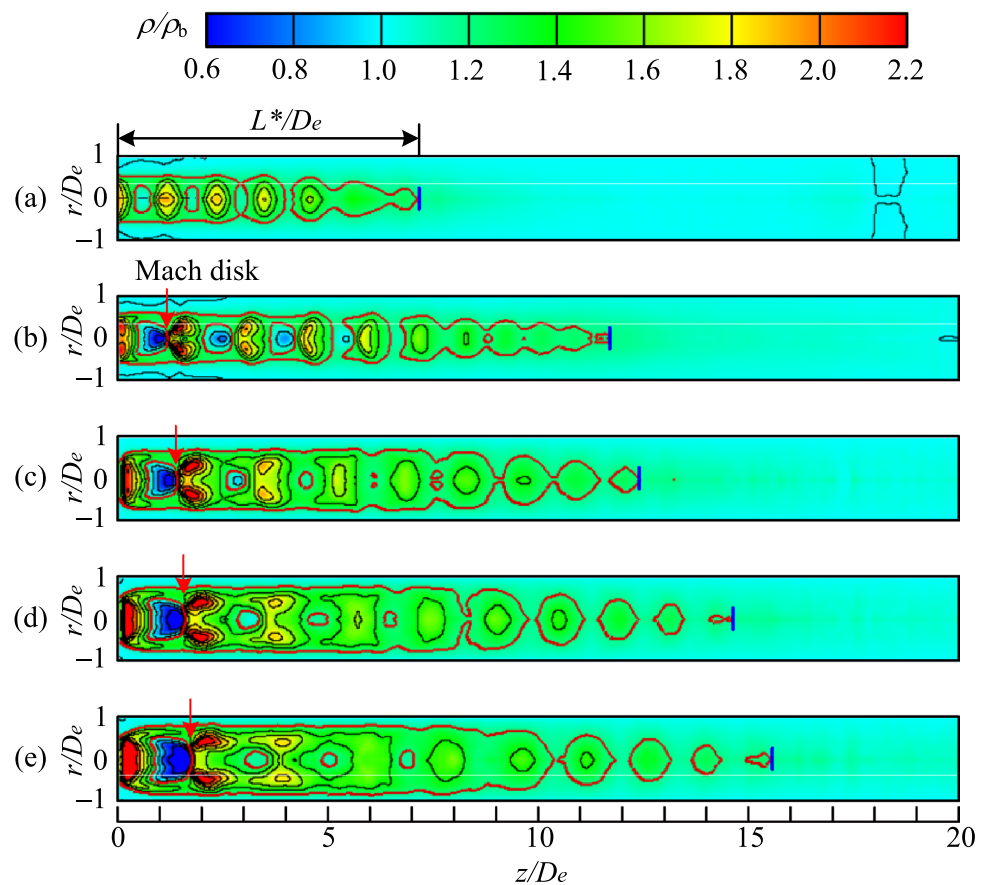 ρ/ρb
0.6 0.8 1.0 1.2 1.4 1.6 1.8 2.0 2.2
L*/De
(a) r/De 1 0 −1
Mach disk
(b) r/De 1 0 −1
(c) r/De 1 0 −1
(d) r/De 1 0 −1
(e) r/De 1 0 −1
0 5 10 15 20
z/De